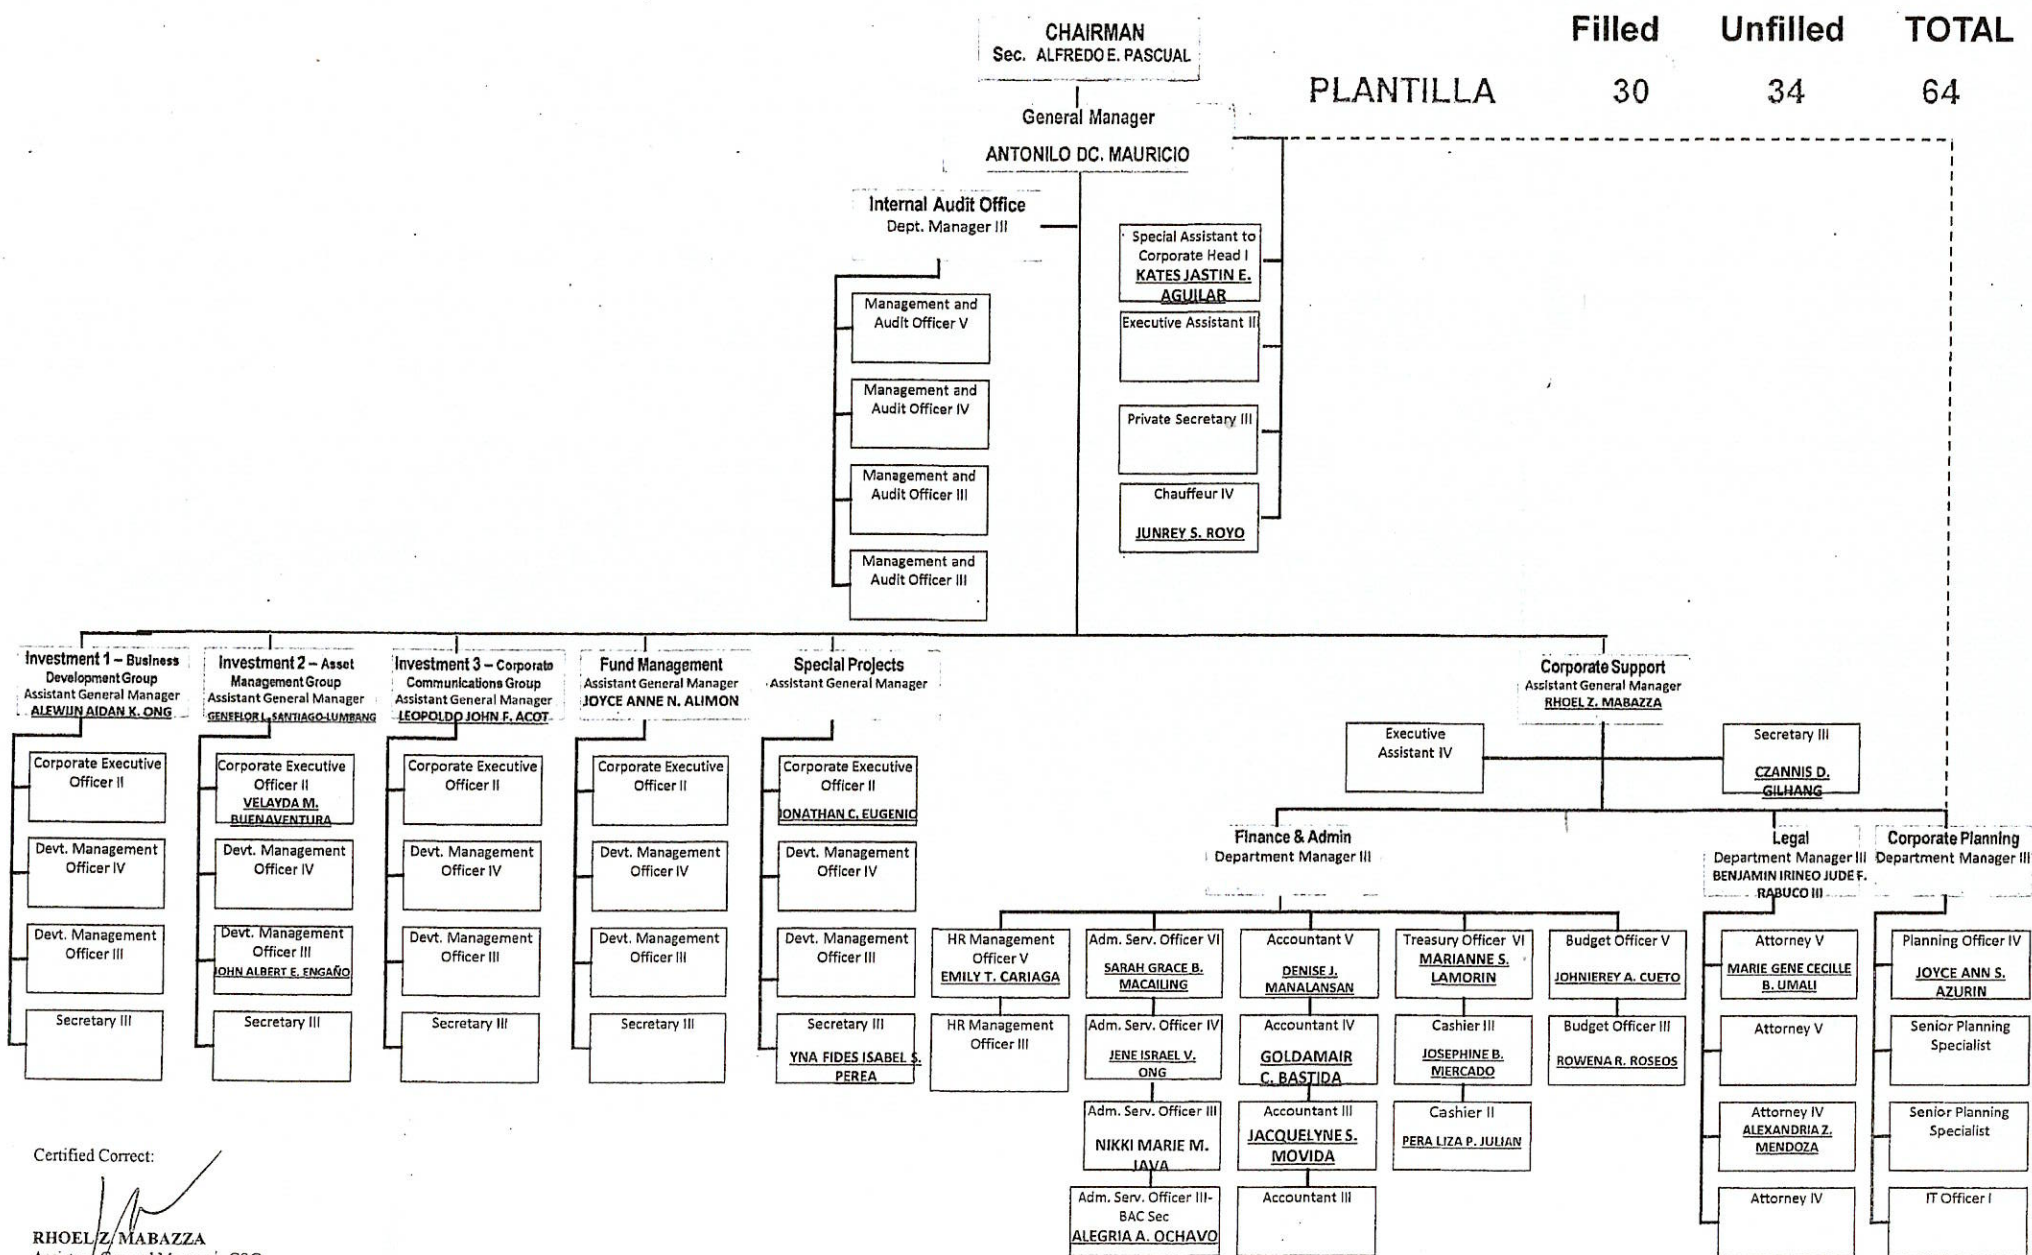 CHAIRMAN
Sec. ALFREDO E. PASCUAL
Filled Unfilled TOTAL
PLANTILLA 30 34 64
General Manager
ANTONILO DC. MAURICIO
Internal Audit Office
Dept. Manager III
Management and
Audit Officer V
Management and
Audit Officer IV
Management and
Audit Officer III
Management and
Audit Officer III
Special Assistant to
Corporate Head I
KATES JASTIN E.
AGUILAR
Executive Assistant II
Private Secretary III
Chauffeur IV
JUNREY S. ROYO
Investment 1 – Business
Development Group
Assistant General Manager
ALEWIJN AIDAN K. ONG
Corporate Executive
Officer II
Devt. Management
Officer IV
Devt. Management
Officer III
Secretary III
Investment 2 – Asset
Management Group
Assistant General Manager
GENEFLOR L. SANTIAGO-LUMBANG
Corporate Executive
Officer II
VELAYDA M.
BUENAVENTURA
Devt. Management
Officer IV
Devt. Management
Officer III
JOHN ALBERT E. ENGAÑO
Secretary III
Investment 3 – Corporate
Communications Group
Assistant General Manager
LEOPOLDO JOHN F. ACOT
Corporate Executive
Officer II
Devt. Management
Officer IV
Devt. Management
Officer III
Secretary III
Fund Management
Assistant General Manager
JOYCE ANNE N. ALIMON
Corporate Executive
Officer II
Devt. Management
Officer IV
Devt. Management
Officer III
Secretary III
Special Projects
Assistant General Manager
Corporate Executive
Officer II
JONATHAN C. EUGENIO
Devt. Management
Officer IV
Devt. Management
Officer III
Secretary III
YNA FIDES ISABEL S.
PEREA
Corporate Support
Assistant General Manager
RHOEL Z. MABAZZA
Executive
Assistant IV
Secretary III
CZANNIS D.
GILHANG
Finance & Admin
Department Manager III
HR Management
Officer V
EMILY T. CARIAGA
HR Management
Officer III
Adm. Serv. Officer VI
SARAH GRACE B.
MACAILING
Adm. Serv. Officer IV
JENE ISRAEL V.
ONG
Adm. Serv. Officer III
NIKKI MARIE M.
JAVA
Adm. Serv. Officer III-
BAC Sec
ALEGRIA A. OCHAVO
Accountant V
DENISE J.
MANALANSAN
Accountant IV
GOLDAMAIR
C. BASTIDA
Accountant III
JACQUELYNE S.
MOVIDA
Accountant III
Treasury Officer VI
MARIANNE S.
LAMORIN
Cashier III
JOSEPHINE B.
MERCADO
Cashier II
PERA LIZA P. JULIAN
Budget Officer V
JOHNIEREY A. CUETO
Budget Officer III
ROWENA R. ROSEOS
Legal
Department Manager III
BENJAMIN IRINEO JUDE F.
RABUCO III
Attorney V
MARIE GENE CECILLE
B. UMALI
Attorney V
Attorney IV
ALEXANDRIA Z.
MENDOZA
Attorney IV
Corporate Planning
Department Manager III
Planning Officer IV
JOYCE ANN S.
AZURIN
Senior Planning
Specialist
Senior Planning
Specialist
IT Officer I
Certified Correct:
RHOEL Z. MABAZZA